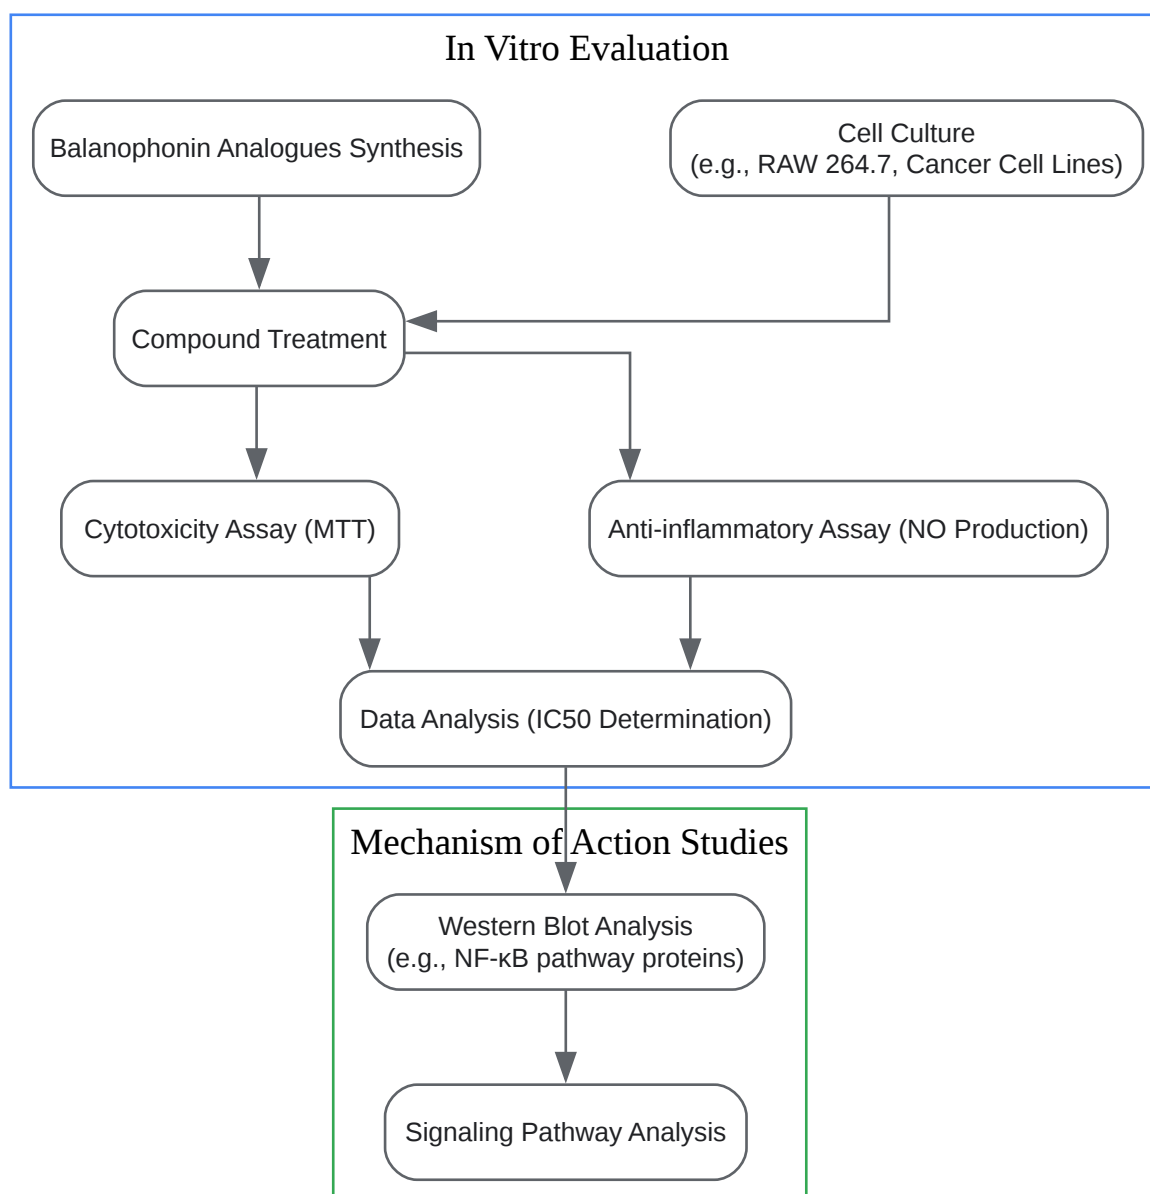 In Vitro Evaluation
Balanophonin Analogues Synthesis
Cell Culture
(e.g., RAW 264.7, Cancer Cell Lines)
Compound Treatment
Cytotoxicity Assay (MTT)
Anti-inflammatory Assay (NO Production)
Data Analysis (IC50 Determination)
Mechanism of Action Studies
Western Blot Analysis
(e.g., NF-κB pathway proteins)
Signaling Pathway Analysis